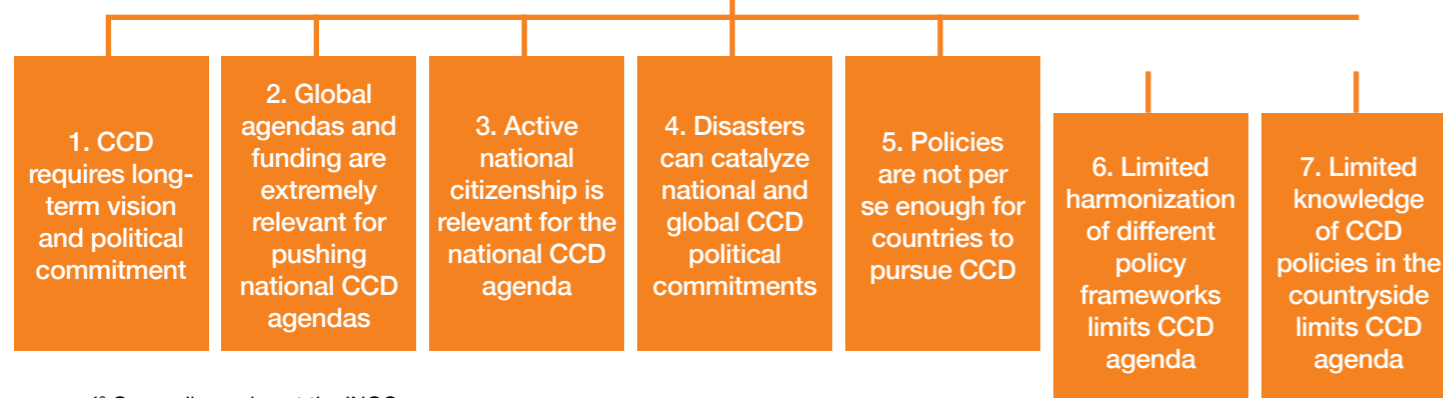 1. CCD
requires long-
term vision
and political
commitment
2. Global
agendas and
funding are
extremely
relevant for
pushing
national CCD
agendas
3. Active
national
citizenship is
relevant for the
national CCD
agenda
4. Disasters
can catalyze
national and
global CCD
political
commitments
5. Policies
are not per
se enough for
countries to
pursue CCD
6. Limited
harmonization
of different
policy
frameworks
limits CCD
agenda
7. Limited
knowledge
of CCD
policies in the
countryside
limits CCD
agenda